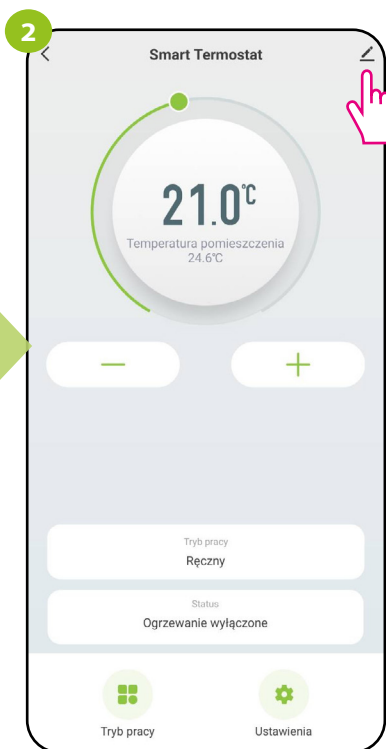 2
Smart Termostat
21.0°C
Temperatura pomieszczenia
24.6°C
Tryb pracy
Ręczny
Status
Ogrzewanie wyłączone
Tryb pracy
Ustawienia